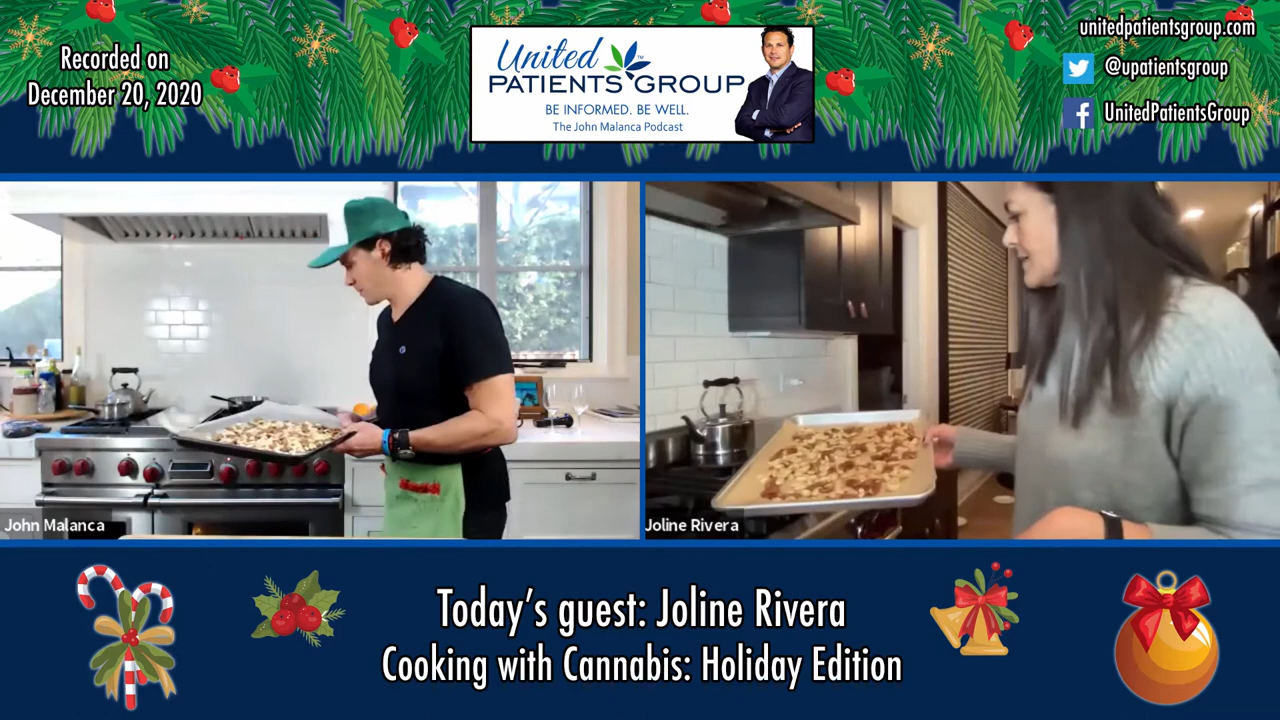 Recorded on
December 20, 2020
United
PATIENTS GROUP™
BE INFORMED. BE WELL.
The John Malanca Podcast
unitedpatientsgroup.com
@upatientsgroup
UnitedPatientsGroup
John Malanca
Joline Rivera
Today's guest: Joline Rivera
Cooking with Cannabis: Holiday Edition